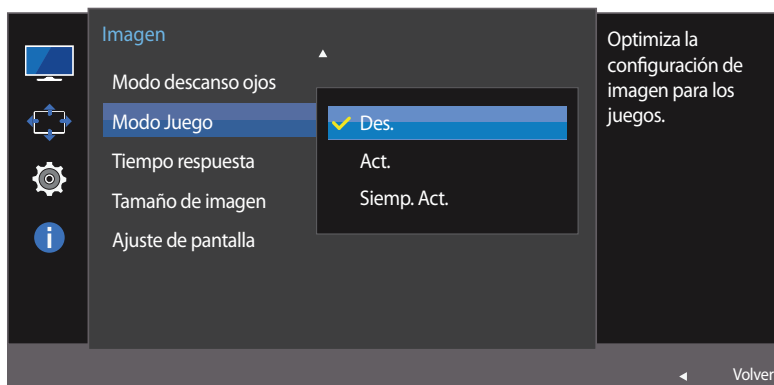 Imagen
Modo descanso ojos
Modo Juego
Tiempo respuesta
Tamaño de imagen
Ajuste de pantalla
Des.
Act.
Siemp. Act.
Optimiza la
configuración de
imagen para los
juegos.
Volver